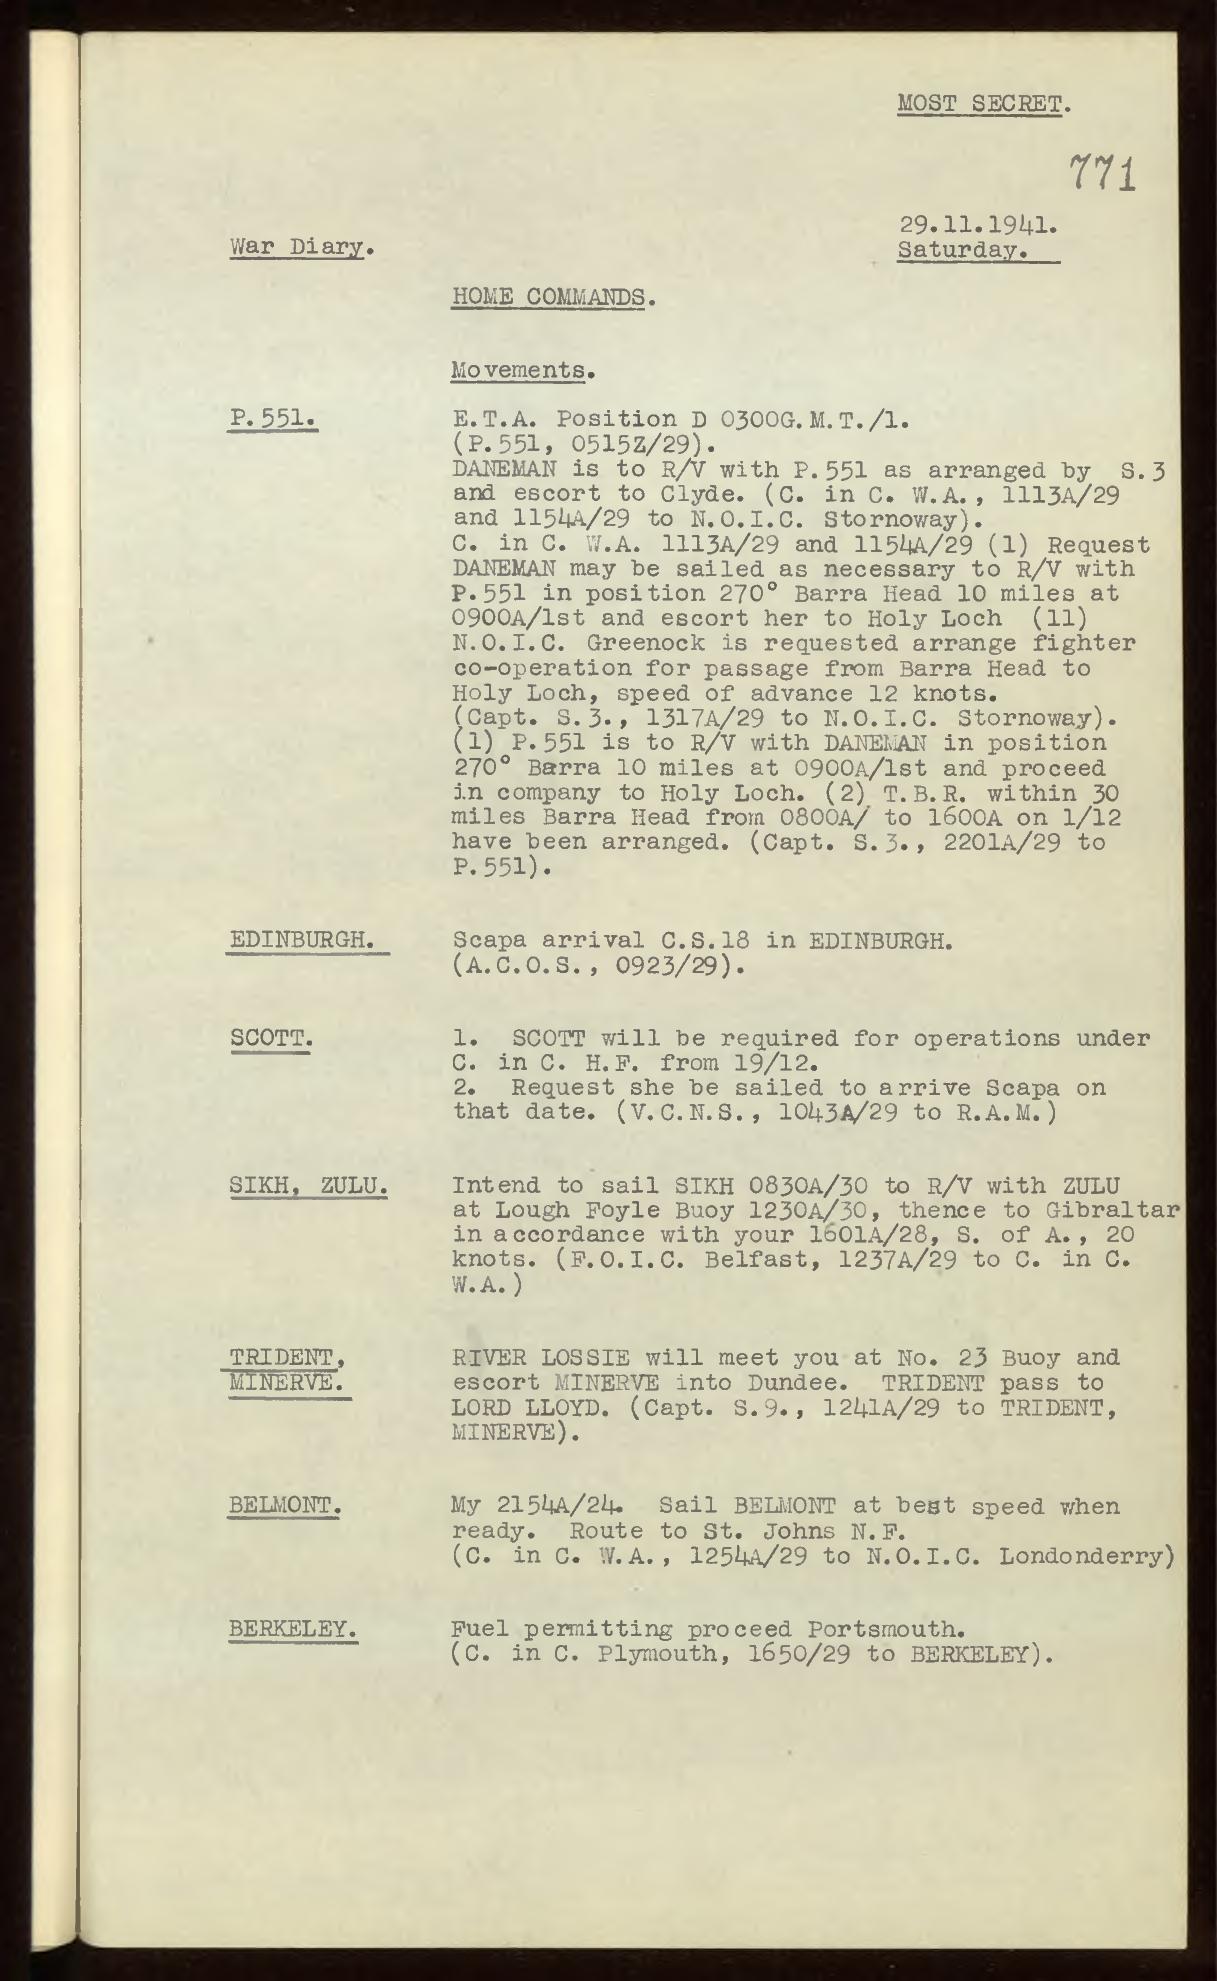 MOST SECRET.
771
29.11.1941.
War Diary.
Saturday.
HOME COMMANDS.
Movements.
P.551. E.T.A. Position D 0300G.M.T./1.
(P.551, 0515Z/29).
DANEMAN is to R/V with P.551 as arranged by S.3
and escort to Clyde. (C. in C. W.A., 1113A/29
and 1154A/29 to N.O.I.C. Stornoway).
C. in C. W.A. 1113A/29 and 1154A/29 (1) Request
DANEMAN may be sailed as necessary to R/V with
P.551 in position 270° Barra Head 10 miles at
0900A/1st and escort her to Holy Loch (11)
N.O.I.C. Greenock is requested arrange fighter
co-operation for passage from Barra Head to
Holy Loch, speed of advance 12 knots.
(Capt. S.3., 1317A/29 to N.O.I.C. Stornoway).
(1) P.551 is to R/V with DANEMAN in position
270° Barra 10 miles at 0900A/1st and proceed
in company to Holy Loch. (2) T.B.R. within 30
miles Barra Head from 0800A/ to 1600A on 1/12
have been arranged. (Capt. S.3., 2201A/29 to
P.551).
EDINBURGH. Scapa arrival C.S.18 in EDINBURGH.
(A.C.O.S., 0923/29).
SCOTT. 1. SCOTT will be required for operations under
C. in C. H.F. from 19/12.
2. Request she be sailed to arrive Scapa on
that date. (V.C.N.S., 1043A/29 to R.A.M.)
SIKH, ZULU. Intend to sail SIKH 0830A/30 to R/V with ZULU
at Lough Foyle Buoy 1230A/30, thence to Gibraltar
in accordance with your 1601A/28, S. of A., 20
knots. (F.O.I.C. Belfast, 1237A/29 to C. in C.
W.A.)
TRIDENT, RIVER LOSSIE will meet you at No. 23 Buoy and
MINERVE. escort MINERVE into Dundee. TRIDENT pass to
LORD LLOYD. (Capt. S.9., 1241A/29 to TRIDENT,
MINERVE).
BELMONT. My 2154A/24. Sail BELMONT at best speed when
ready. Route to St. Johns N.F.
(C. in C. W.A., 1254A/29 to N.O.I.C. Londonderry)
BERKELEY. Fuel permitting proceed Portsmouth.
(C. in C. Plymouth, 1650/29 to BERKELEY).